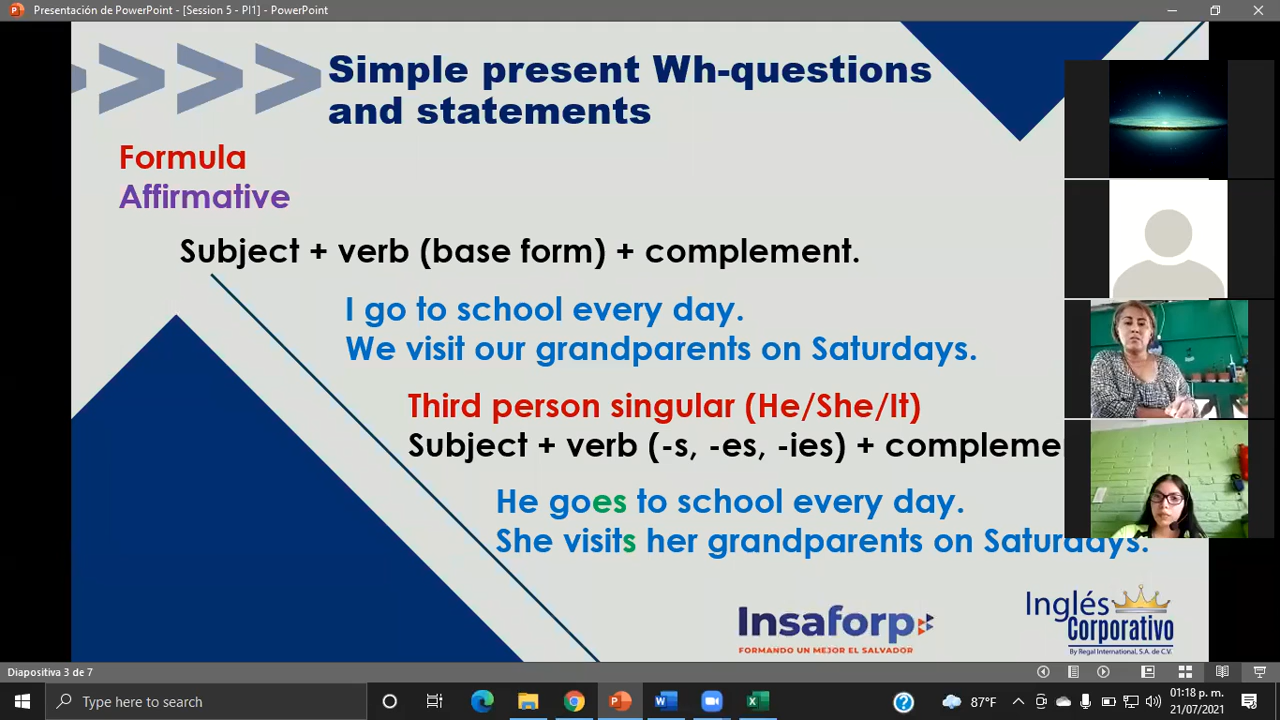 Presentación de PowerPoint - [Session 5 - PI1] - PowerPoint
Simple present Wh-questions
and statements
Formula
Affirmative
Subject + verb (base form) + complement.
I go to school every day.
We visit our grandparents on Saturdays.
Third person singular (He/She/It)
Subject + verb (-s, -es, -ies) + compleme
He goes to school every day.
She visits her grandparents on Saturdays.
Insaforp
FORMANDO UN MEJOR EL SALVADOR
Inglés
Corporativo
By Regal International, S.A. de C.V.
Diapositiva 3 de 7
Type here to search
87°F
01:18 p. m.
21/07/2021